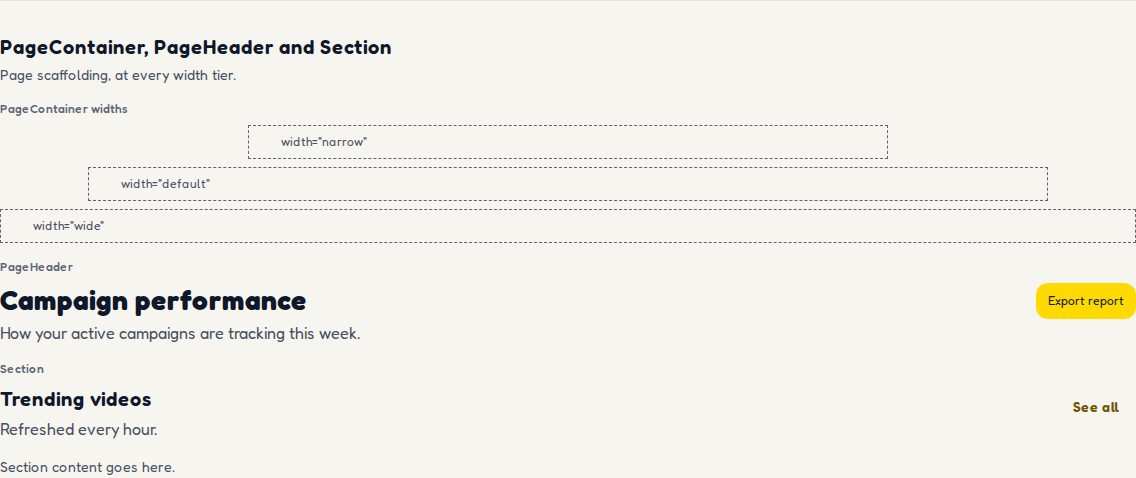 PageContainer, PageHeader and Section
Page scaffolding, at every width tier.
PageContainer widths
width="narrow"
width="default"
width="wide"
PageHeader
Campaign performance
Export report
How your active campaigns are tracking this week.
Section
Trending videos
See all
Refreshed every hour.
Section content goes here.